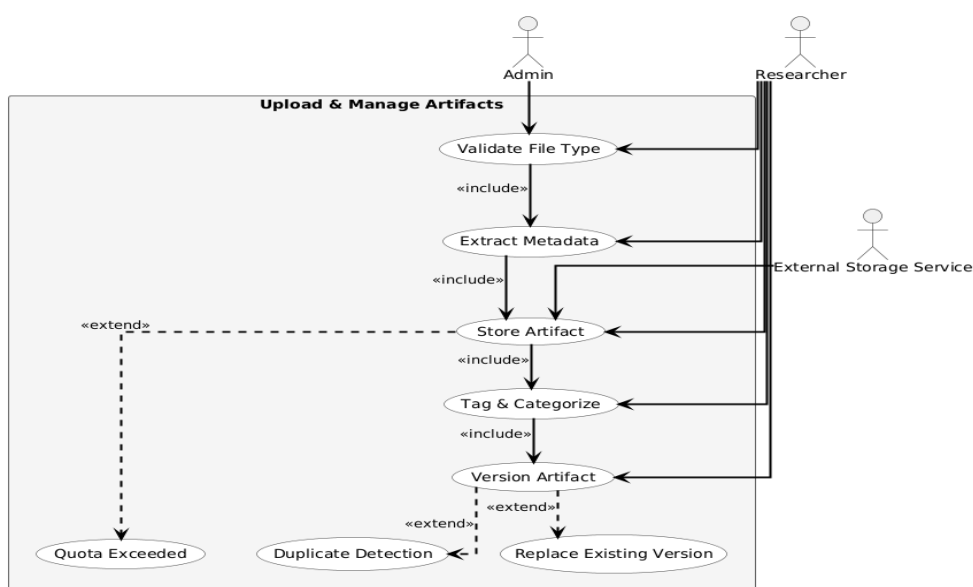 Admin
Researcher
Upload & Manage Artifacts
Validate File Type
«include»
Extract Metadata
External Storage Service
«include»
«extend»
Store Artifact
«include»
Tag & Categorize
«include»
Version Artifact
«extend»
«extend»
Quota Exceeded
Duplicate Detection
Replace Existing Version